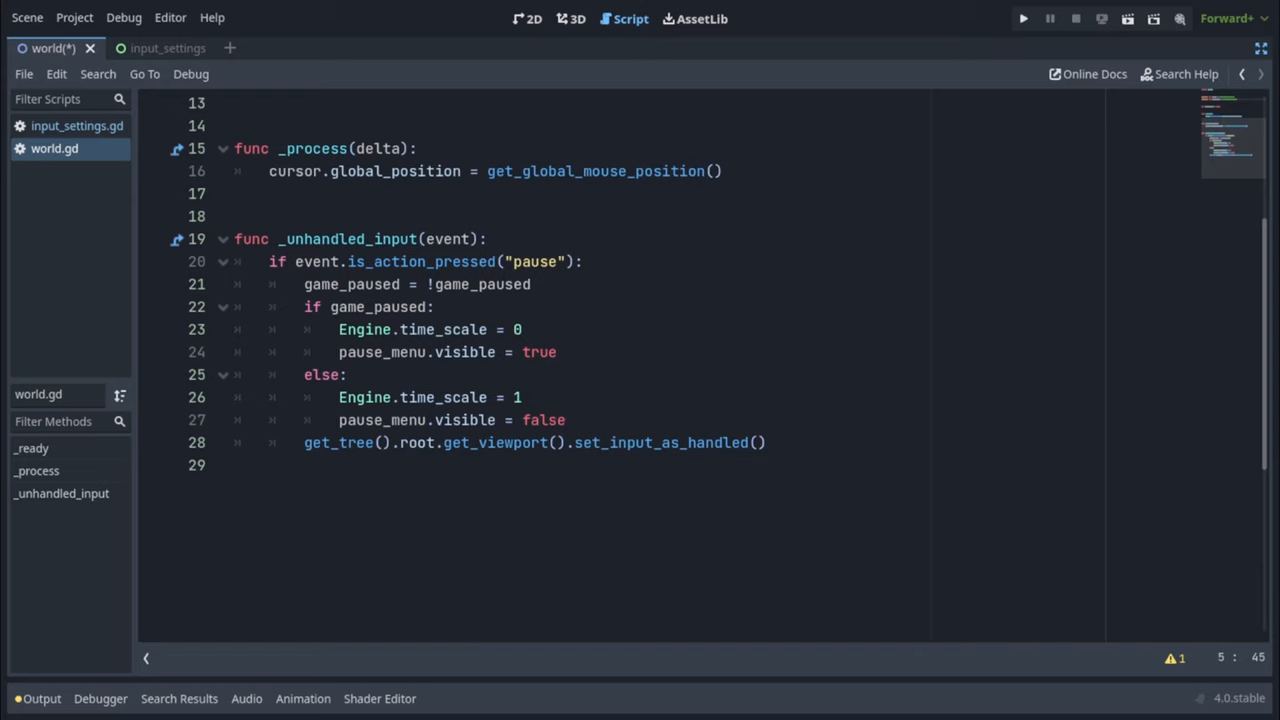 Scene Project Debug Editor Help 2D 3D Script AssetLib Forward+
world(*) input_settings
File Edit Search Go To Debug Online Docs Search Help
Filter Scripts
input_settings.gd
world.gd
world.gd
Filter Methods
_ready
_process
_unhandled_input
13
14
15 func _process(delta):
16 cursor.global_position = get_global_mouse_position()
17
18
19 func _unhandled_input(event):
20 if event.is_action_pressed("pause"):
21 game_paused = !game_paused
22 if game_paused:
23 Engine.time_scale = 0
24 pause_menu.visible = true
25 else:
26 Engine.time_scale = 1
27 pause_menu.visible = false
28 get_tree().root.get_viewport().set_input_as_handled()
29
1 5 : 45
Output Debugger Search Results Audio Animation Shader Editor 4.0.stable